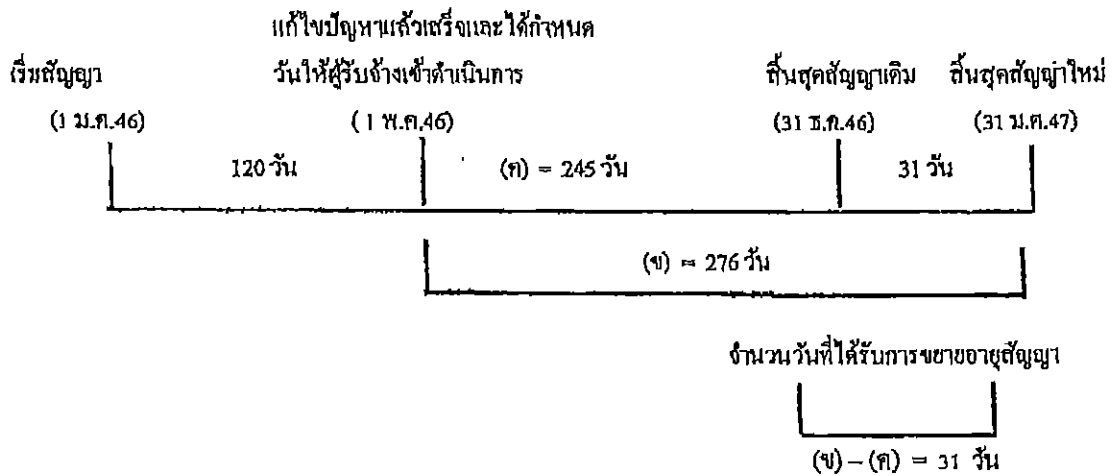 แก้ไขปัญหาแล้วเสร็จและได้กำหนด
เริ่มสัญญา วันให้ผู้รับจ้างเข้าดำเนินการ สิ้นสุดสัญญาเดิม สิ้นสุดสัญญาใหม่
(1 ม.ค.46) (1 พ.ค.46) (31 ธ.ค.46) (31 ม.ค.47)
120 วัน (ค) = 245 วัน 31 วัน
(ข) = 276 วัน
จำนวนวันที่ได้รับการขยายอายุสัญญา
(ข) – (ค) = 31 วัน